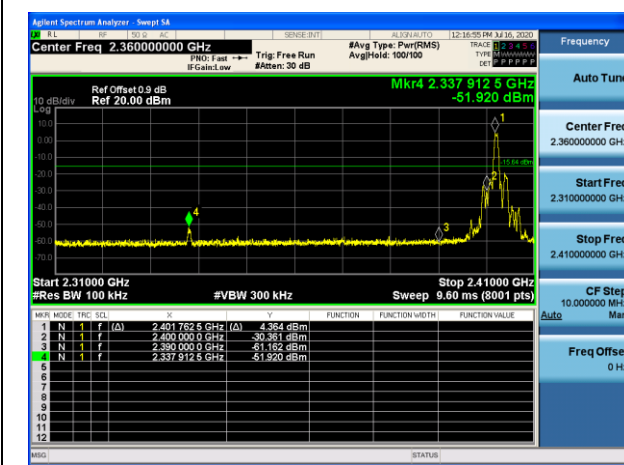 Agilent Spectrum Analyzer - Swept SA
RL RF 50 Ω AC SENSE:INT ALIGN AUTO 12:16:55 PM Jul 16, 2020
Center Freq 2.360000000 GHz
PNO: Fast Trig: Free Run
IFGain:Low #Atten: 30 dB
#Avg Type: Pwr(RMS)
Avg|Hold: 100/100
TRACE 1 2 3 4 5 6
TYPE MWWWWW
DET P P P P P P
Mkr4 2.337 912 5 GHz
-51.920 dBm
Ref Offset 0.9 dB
10 dB/div Ref 20.00 dBm
Log
10.0
0.00
-10.0
-20.0
-30.0
-40.0
-50.0
-60.0
-70.0
-15.64 dBm
1
2
3
4
Start 2.31000 GHz Stop 2.41000 GHz
#Res BW 100 kHz #VBW 300 kHz Sweep 9.60 ms (8001 pts)
MKR MODE TRC SCL X Y FUNCTION FUNCTION WIDTH FUNCTION VALUE
1 N 1 f (Δ) 2.401 762 5 GHz (Δ) 4.364 dBm
2 N 1 f 2.400 000 0 GHz -30.361 dBm
3 N 1 f 2.390 000 0 GHz -61.162 dBm
4 N 1 f 2.337 912 5 GHz -51.920 dBm
5
6
7
8
9
10
11
12
MSG STATUS
Frequency
Auto Tune
Center Freq
2.360000000 GHz
Start Freq
2.310000000 GHz
Stop Freq
2.410000000 GHz
CF Step
10.000000 MHz
Auto Man
Freq Offset
0 Hz